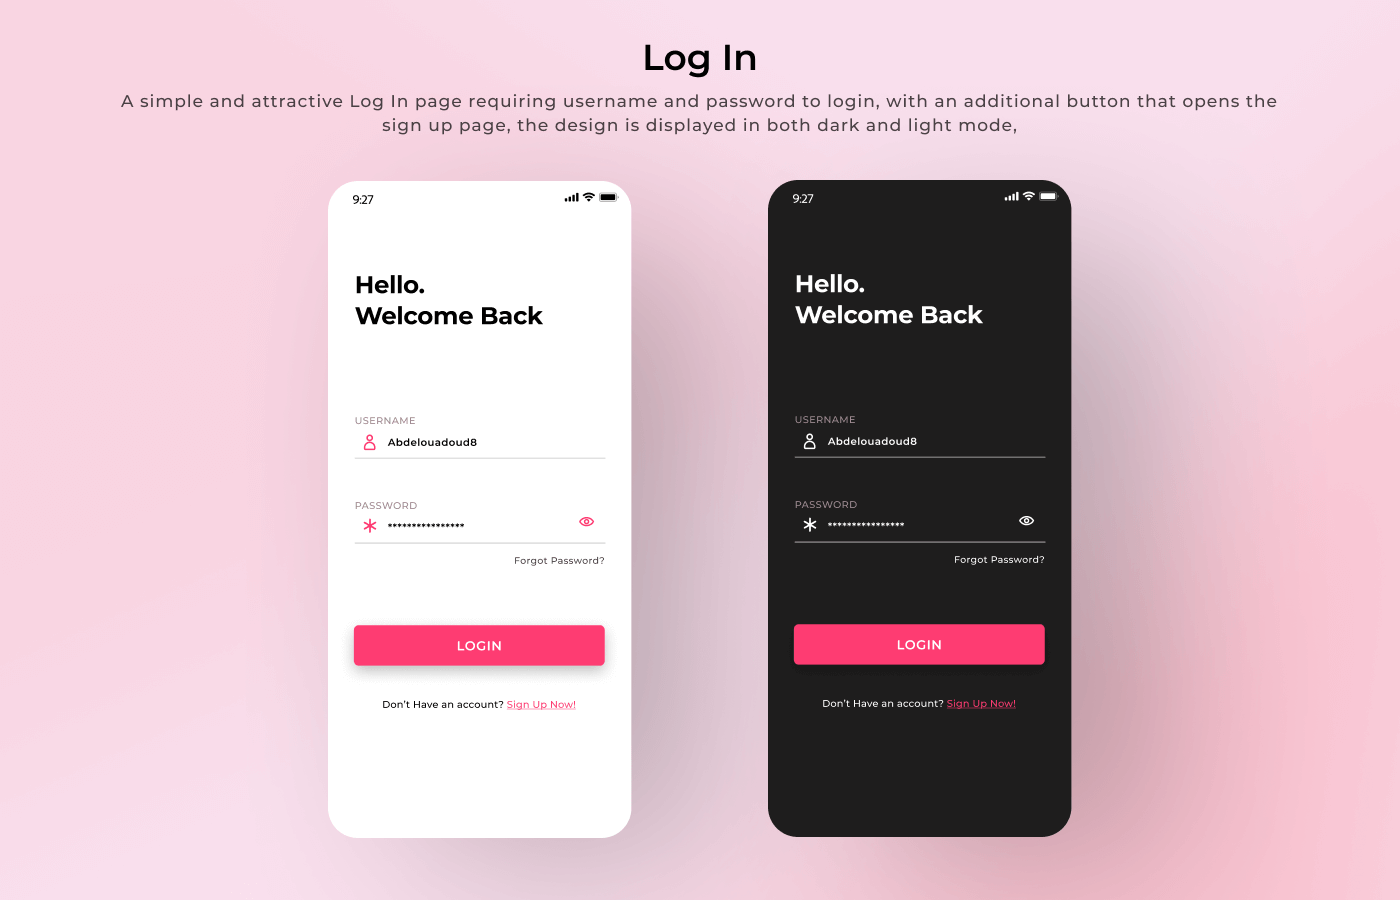 Log In
A simple and attractive Log In page requiring username and password to login, with an additional button that opens the
sign up page, the design is displayed in both dark and light mode,
9:27
Hello.
Welcome Back
USERNAME
Abdelouadoud8
PASSWORD
****************
Forgot Password?
LOGIN
Don't Have an account? Sign Up Now!
9:27
Hello.
Welcome Back
USERNAME
Abdelouadoud8
PASSWORD
****************
Forgot Password?
LOGIN
Don't Have an account? Sign Up Now!